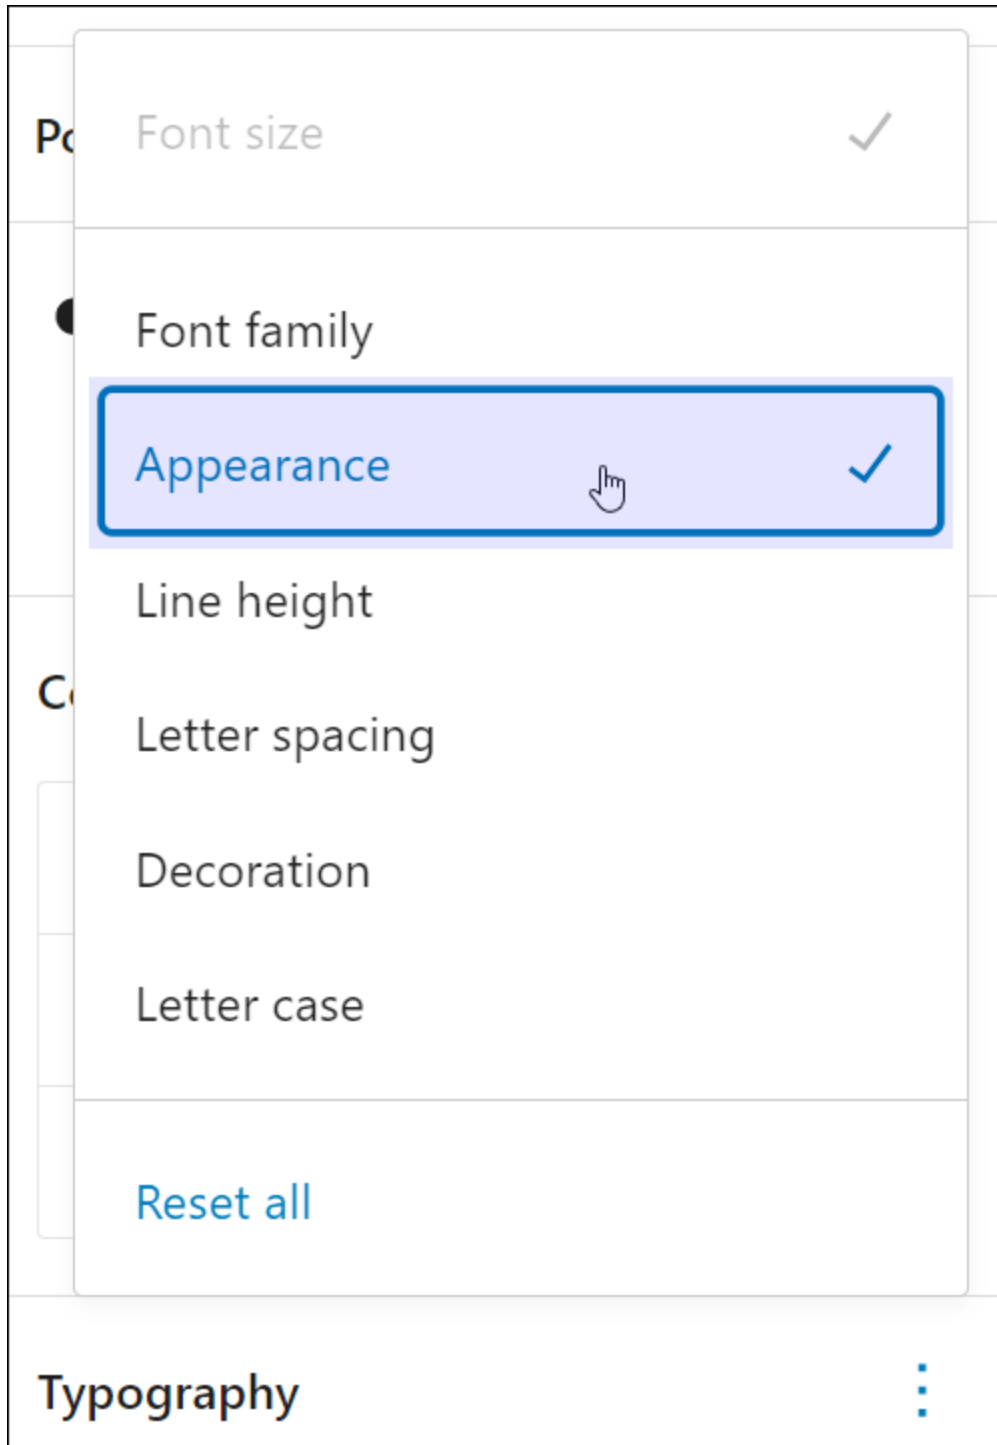 Font size
Font family
Appearance
Line height
Letter spacing
Decoration
Letter case
Reset all
Typography